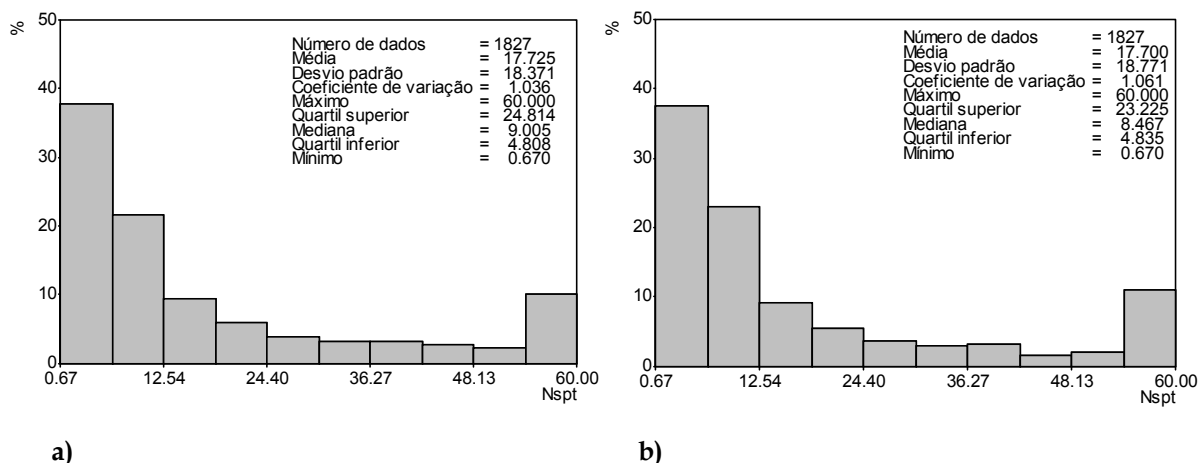 %
50
40
30
20
10
0
Número de dados = 1827
Média = 17.725
Desvio padrão = 18.371
Coeficiente de variação = 1.036
Máximo = 60.000
Quartil superior = 24.814
Mediana = 9.005
Quartil inferior = 4.808
Mínimo = 0.670
0.67 12.54 24.40 36.27 48.13 60.00
Nspt
a)
%
50
40
30
20
10
0
Número de dados = 1827
Média = 17.700
Desvio padrão = 18.771
Coeficiente de variação = 1.061
Máximo = 60.000
Quartil superior = 23.225
Mediana = 8.467
Quartil inferior = 4.835
Mínimo = 0.670
0.67 12.54 24.40 36.27 48.13 60.00
Nspt
b)